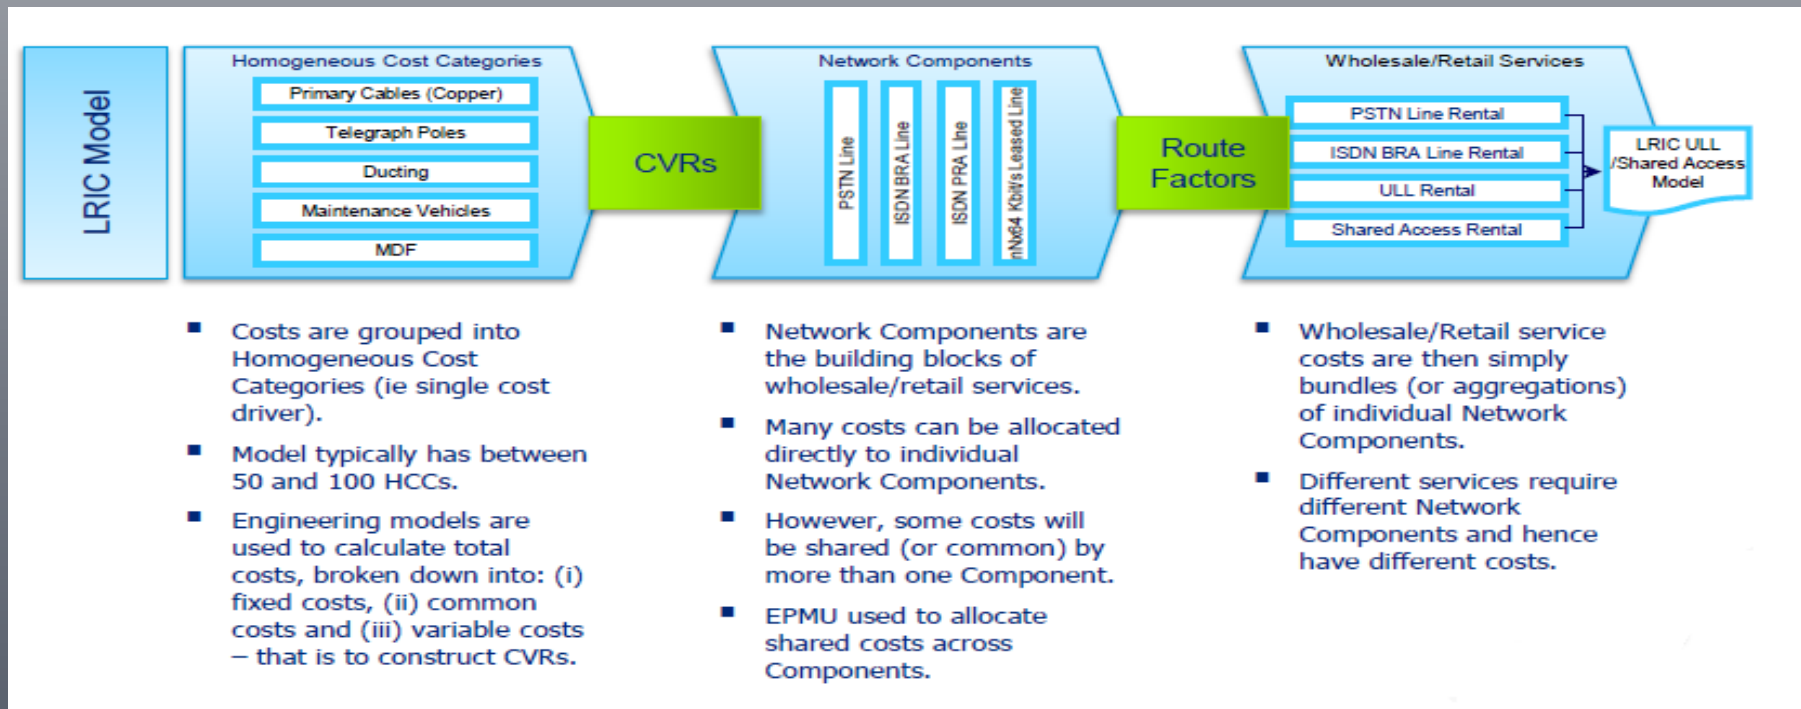 LRIC Model
Homogeneous Cost Categories
Primary Cables (Copper)
Telegraph Poles
Ducting
Maintenance Vehicles
MDF
CVRs
Network Components
PSTN Line
ISDN BRA Line
ISDN PRA Line
nNx64 Kbit/s Leased Line
Route
Factors
Wholesale/Retail Services
PSTN Line Rental
ISDN BRA Line Rental
ULL Rental
Shared Access Rental
LRIC ULL
/Shared Access
Model
▪ Costs are grouped into
Homogeneous Cost
Categories (ie single cost
driver).
▪ Model typically has between
50 and 100 HCCs.
▪ Engineering models are
used to calculate total
costs, broken down into: (i)
fixed costs, (ii) common
costs and (iii) variable costs
– that is to construct CVRs.
▪ Network Components are
the building blocks of
wholesale/retail services.
▪ Many costs can be allocated
directly to individual
Network Components.
▪ However, some costs will
be shared (or common) by
more than one Component.
▪ EPMU used to allocate
shared costs across
Components.
▪ Wholesale/Retail service
costs are then simply
bundles (or aggregations)
of individual Network
Components.
▪ Different services require
different Network
Components and hence
have different costs.